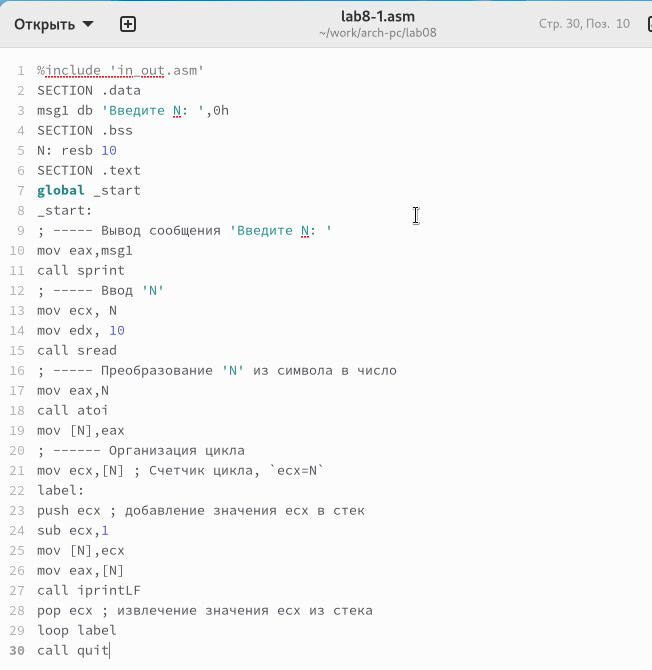 Открыть
lab8-1.asm
~/work/arch-pc/lab08
Стр. 30, Поз. 10
1 %include 'in_out.asm'
2 SECTION .data
3 msg1 db 'Введите N: ',0h
4 SECTION .bss
5 N: resb 10
6 SECTION .text
7 global _start
8 _start:
9 ; ----- Вывод сообщения 'Введите N: '
10 mov eax,msg1
11 call sprint
12 ; ----- Ввод 'N'
13 mov ecx, N
14 mov edx, 10
15 call sread
16 ; ----- Преобразование 'N' из символа в число
17 mov eax,N
18 call atoi
19 mov [N],eax
20 ; ------ Организация цикла
21 mov ecx,[N] ; Счетчик цикла, `ecx=N`
22 label:
23 push ecx ; добавление значения ecx в стек
24 sub ecx,1
25 mov [N],ecx
26 mov eax,[N]
27 call iprintLF
28 pop ecx ; извлечение значения ecx из стека
29 loop label
30 call quit